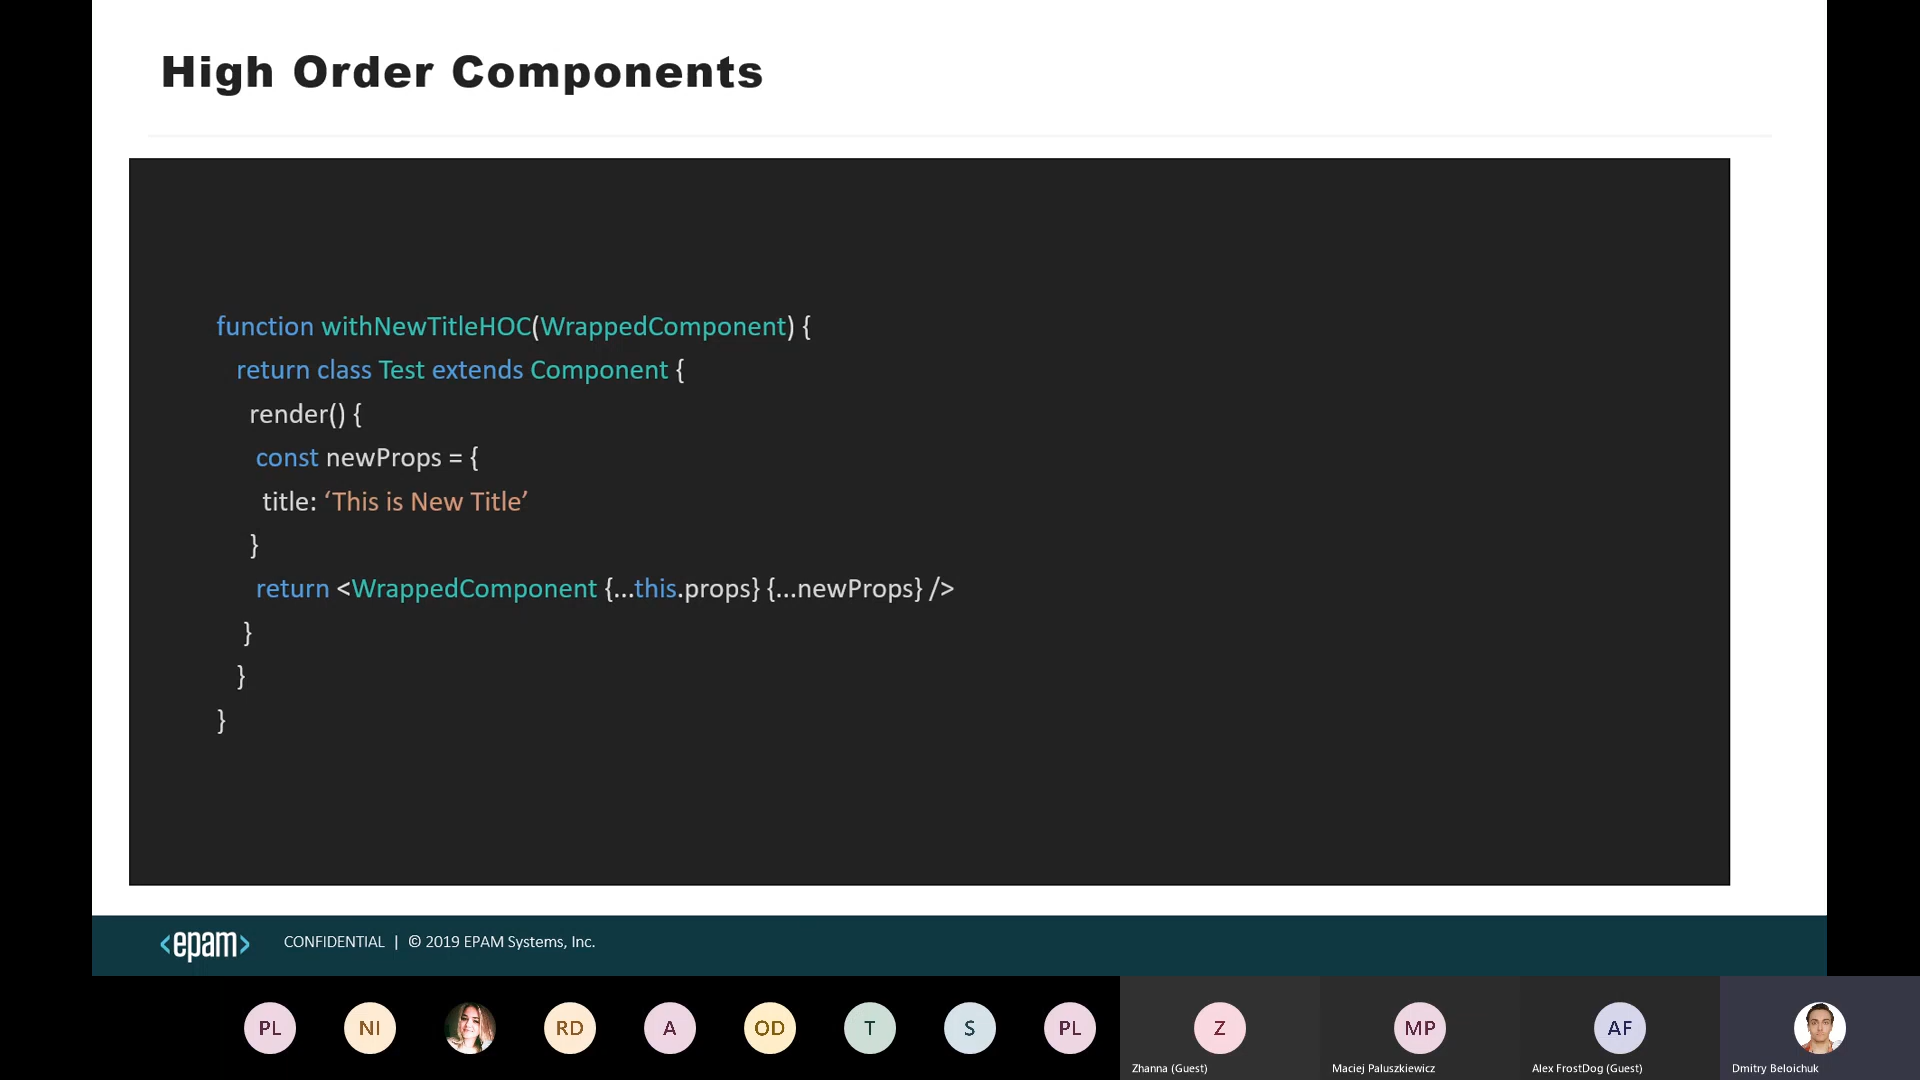 High Order Components
function withNewTitleHOC(WrappedComponent) {
return class Test extends Component {
render() {
const newProps = {
title: ‘This is New Title’
}
return <WrappedComponent {...this.props} {...newProps} />
}
}
}
<epam> CONFIDENTIAL | © 2019 EPAM Systems, Inc.
PL NI RD A OD T S PL Z MP AF
Zhanna (Guest) Maciej Paluszkiewicz Alex FrostDog (Guest) Dmitry Beloichuk